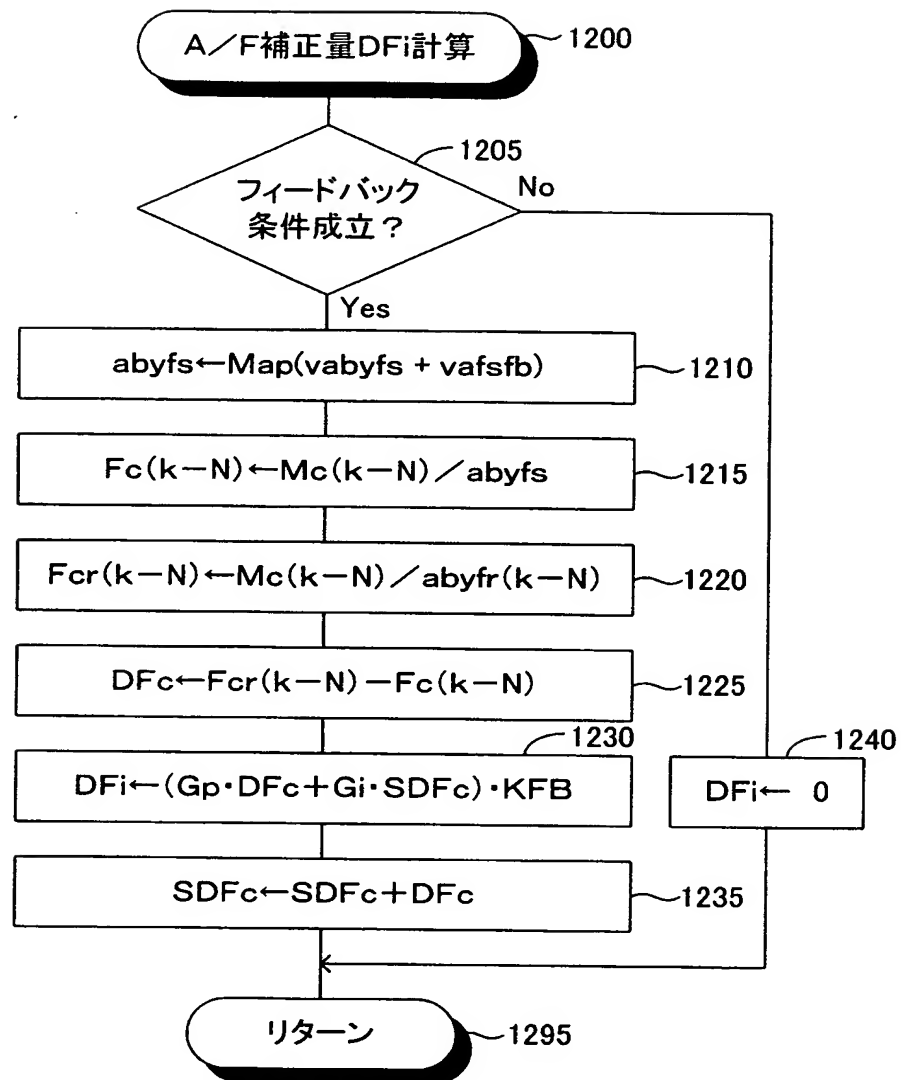 A/F補正量DFi計算
1200
1205
フィードバック
条件成立?
No
Yes
abyfs←Map(vabyfs + vafsfb)
1210
Fc(k-N)←Mc(k-N)/abyfs
1215
Fcr(k-N)←Mc(k-N)/abyfr(k-N)
1220
DFc←Fcr(k-N)-Fc(k-N)
1225
1230
DFi←(Gp・DFc+Gi・SDFc)・KFB
1240
DFi← 0
SDFc←SDFc+DFc
1235
リターン
1295